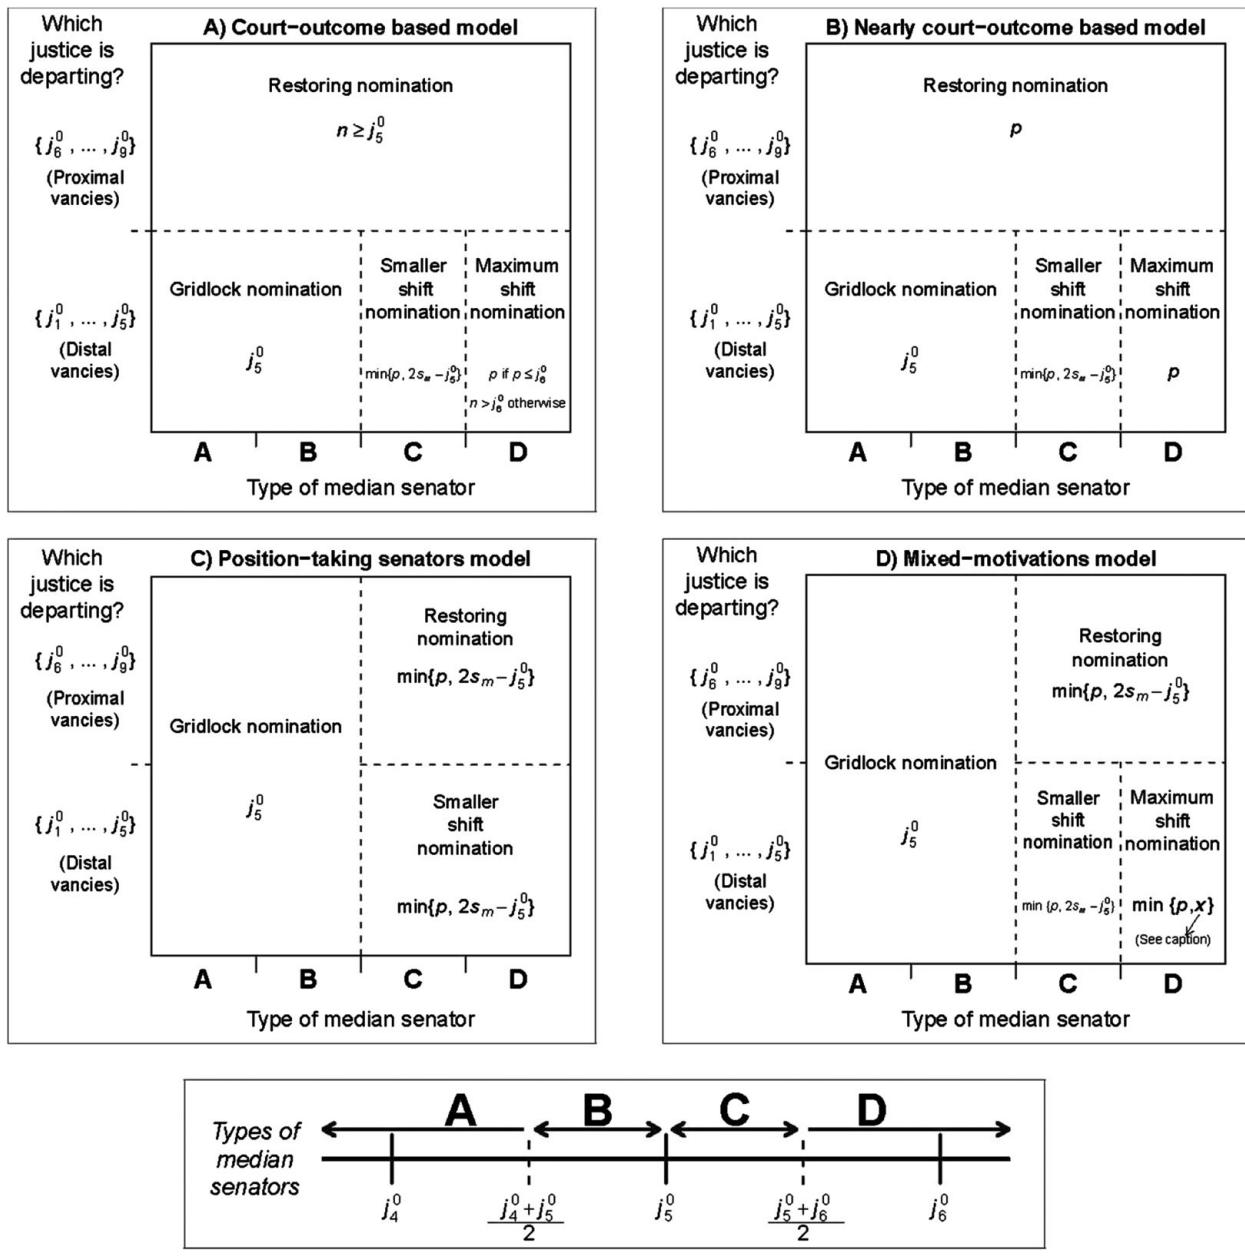 Which
justice is
departing?
A) Court−outcome based model
Restoring nomination
n ≥ j₅⁰
{ j₆⁰ , ... , j₉⁰}
(Proximal
vancies)
Gridlock nomination
j₅⁰
Smaller
shift
nomination
min{p, 2sₘ − j₅⁰}
Maximum
shift
nomination
p if p ≤ j₆⁰
n > j₆⁰ otherwise
{ j₁⁰ , ... , j₅⁰}
(Distal
vancies)
A B C D
Type of median senator
Which
justice is
departing?
B) Nearly court−outcome based model
Restoring nomination
p
{ j₆⁰ , ... , j₉⁰}
(Proximal
vancies)
Gridlock nomination
j₅⁰
Smaller
shift
nomination
min{p, 2sₘ − j₅⁰}
Maximum
shift
nomination
p
{ j₁⁰ , ... , j₅⁰}
(Distal
vancies)
A B C D
Type of median senator
Which
justice is
departing?
C) Position−taking senators model
Restoring
nomination
min{p, 2sₘ − j₅⁰}
{ j₆⁰ , ... , j₉⁰}
(Proximal
vancies)
Gridlock nomination
j₅⁰
Smaller
shift
nomination
min{p, 2sₘ − j₅⁰}
{ j₁⁰ , ... , j₅⁰}
(Distal
vancies)
A B C D
Type of median senator
Which
justice is
departing?
D) Mixed−motivations model
Restoring
nomination
min{p, 2sₘ − j₅⁰}
{ j₆⁰ , ... , j₉⁰}
(Proximal
vancies)
Gridlock nomination
j₅⁰
Smaller
shift
nomination
min {p, 2sₘ − j₅⁰}
Maximum
shift
nomination
min {p,x}
(See caption)
{ j₁⁰ , ... , j₅⁰}
(Distal
vancies)
A B C D
Type of median senator
Types of
median
senators
A B C D
j₄⁰
j₄⁰ + j₅⁰
2
j₅⁰
j₅⁰ + j₆⁰
2
j₆⁰